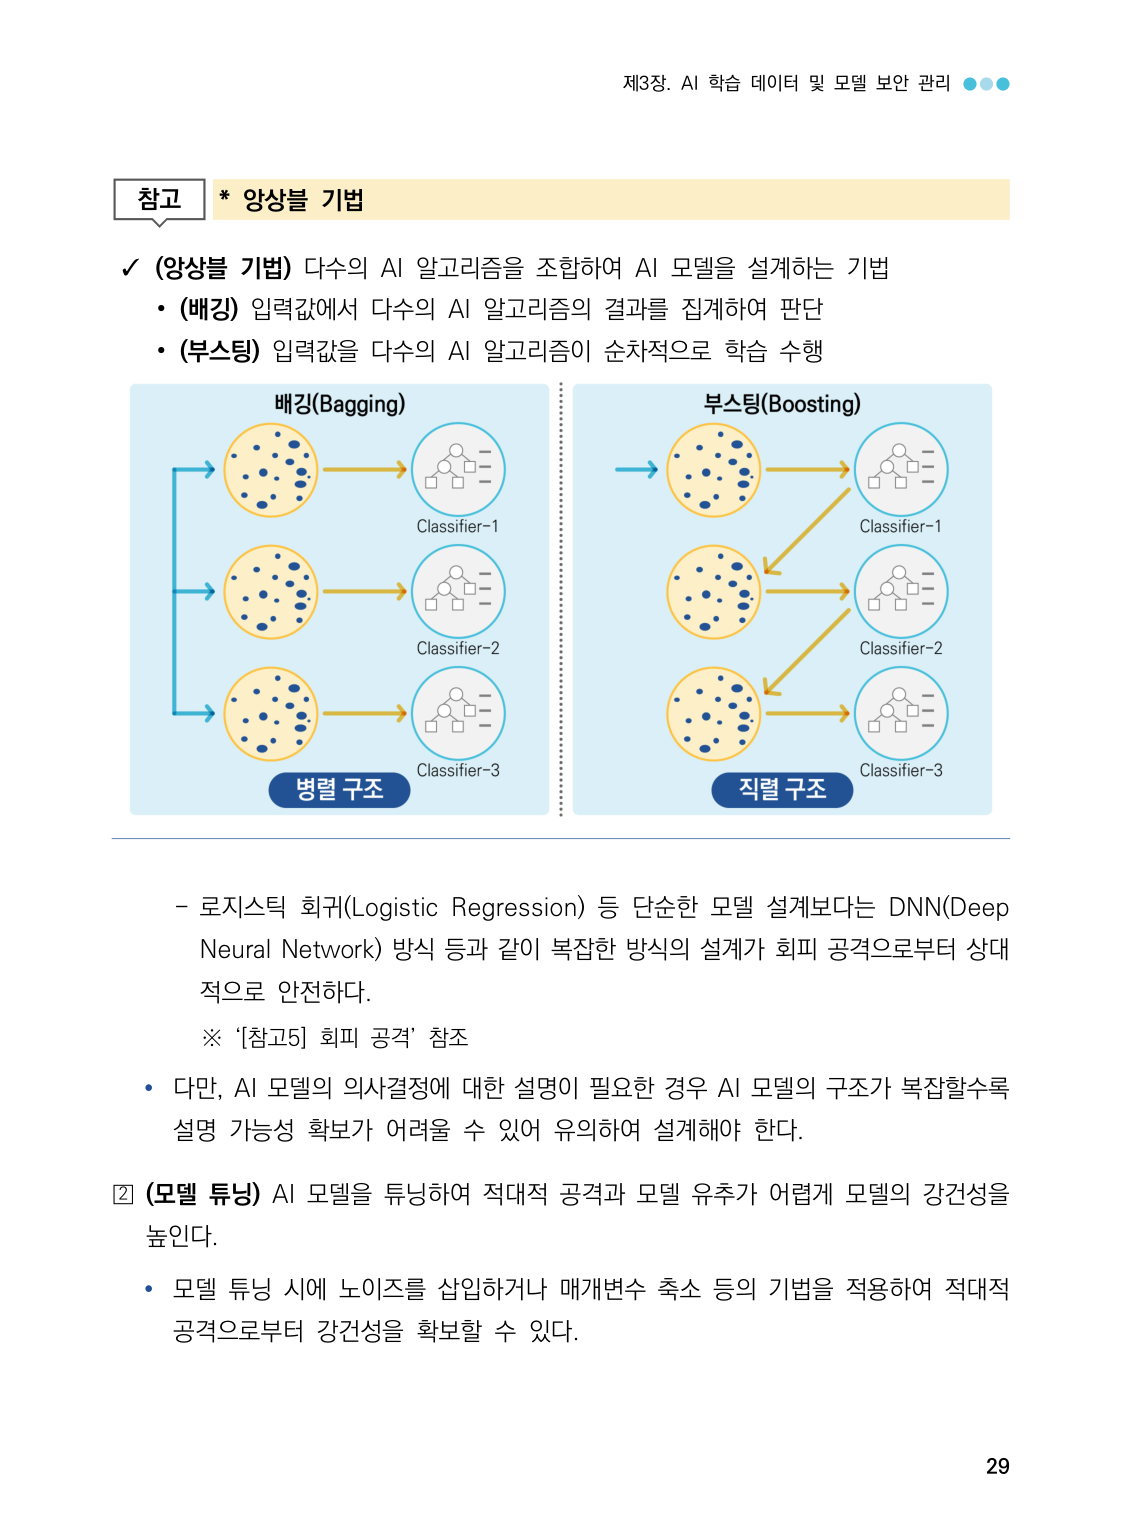 제3장. AI 학습 데이터 및 모델 보안 관리
참고
* 앙상블 기법
✓ (앙상블 기법) 다수의 AI 알고리즘을 조합하여 AI 모델을 설계하는 기법
• (배깅) 입력값에서 다수의 AI 알고리즘의 결과를 집계하여 판단
• (부스팅) 입력값을 다수의 AI 알고리즘이 순차적으로 학습 수행
배깅(Bagging)
Classifier-1
Classifier-2
Classifier-3
병렬 구조
부스팅(Boosting)
Classifier-1
Classifier-2
Classifier-3
직렬 구조
– 로지스틱 회귀(Logistic Regression) 등 단순한 모델 설계보다는 DNN(Deep
Neural Network) 방식 등과 같이 복잡한 방식의 설계가 회피 공격으로부터 상대
적으로 안전하다.
※ ‘[참고5] 회피 공격’ 참조
• 다만, AI 모델의 의사결정에 대한 설명이 필요한 경우 AI 모델의 구조가 복잡할수록
설명 가능성 확보가 어려울 수 있어 유의하여 설계해야 한다.
2 (모델 튜닝) AI 모델을 튜닝하여 적대적 공격과 모델 유추가 어렵게 모델의 강건성을
높인다.
• 모델 튜닝 시에 노이즈를 삽입하거나 매개변수 축소 등의 기법을 적용하여 적대적
공격으로부터 강건성을 확보할 수 있다.
29